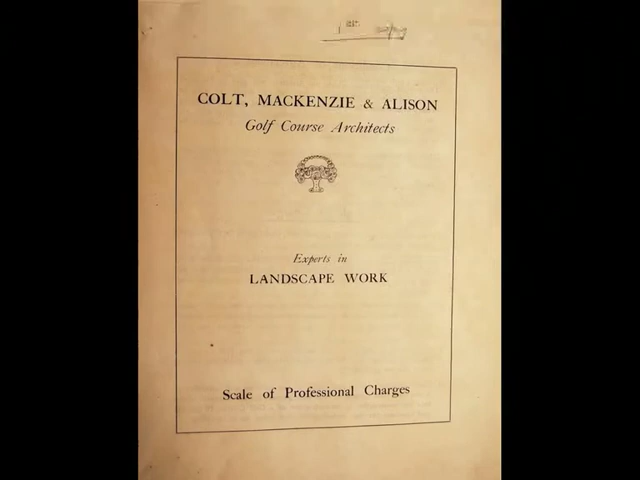 COLT, MACKENZIE & ALISON
Golf Course Architects
Experts in
LANDSCAPE WORK
Scale of Professional Charges